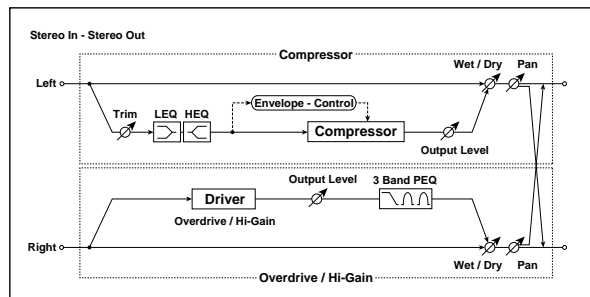 Stereo In - Stereo Out
Compressor
Wet / Dry
Pan
Left
Envelope - Control
Trim
LEQ
HEQ
Compressor
Output Level
Output Level
3 Band PEQ
Driver
Overdrive / Hi-Gain
Right
Wet / Dry
Pan
Overdrive / Hi-Gain